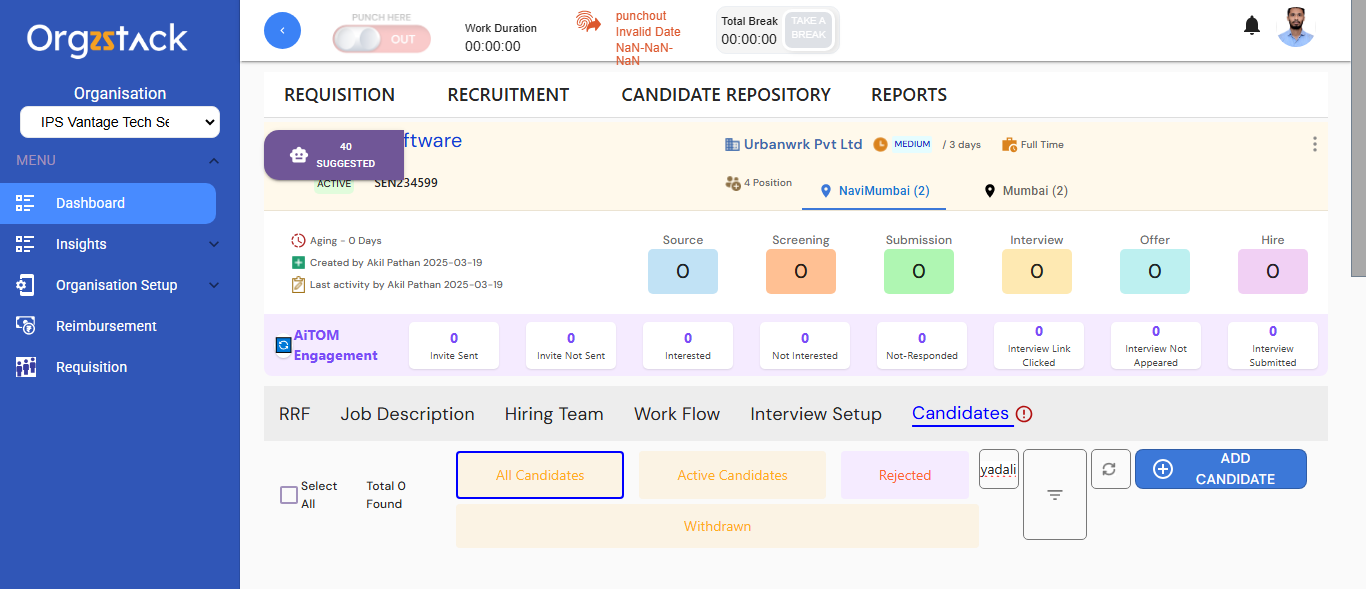 Orgzstack
Organisation
IPS Vantage Tech Se
MENU
Dashboard
Insights
Organisation Setup
Reimbursement
Requisition
PUNCH HERE
OUT
Work Duration
00:00:00
punchout
Invalid Date
NaN-NaN-
NaN
Total Break
00:00:00
TAKE A
BREAK
REQUISITION RECRUITMENT CANDIDATE REPOSITORY REPORTS
40
SUGGESTED
ftware
ACTIVE SEN234599
Urbanwrk Pvt Ltd MEDIUM / 3 days Full Time
4 Position NaviMumbai (2) Mumbai (2)
Aging - 0 Days
Created by Akil Pathan 2025-03-19
Last activity by Akil Pathan 2025-03-19
Source Screening Submission Interview Offer Hire
0 0 0 0 0 0
AiTOM
Engagement
0
Invite Sent
0
Invite Not Sent
0
Interested
0
Not Interested
0
Not-Responded
0
Interview Link
Clicked
0
Interview Not
Appeared
0
Interview
Submitted
RRF Job Description Hiring Team Work Flow Interview Setup Candidates
Select
All
Total 0
Found
All Candidates Active Candidates Rejected
Withdrawn
yadali
ADD
CANDIDATE